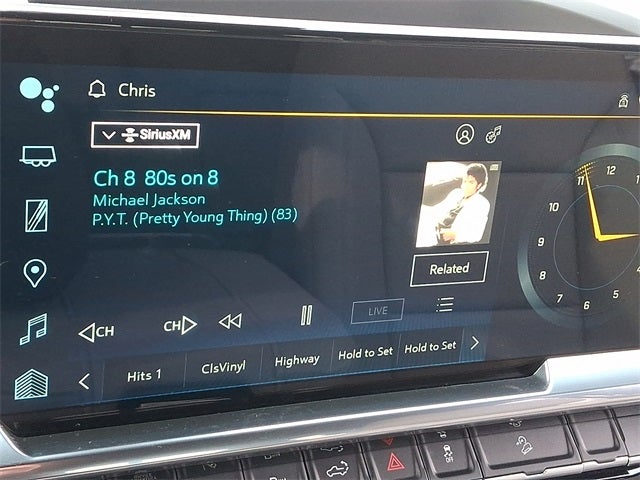 Chris
SiriusXM
Ch 8 80s on 8
Michael Jackson
P.Y.T. (Pretty Young Thing) (83)
Related
CH
CH
LIVE
Hits 1
ClsVinyl
Highway
Hold to Set
Hold to Set
11 12 1
10
9
8
7 6 5